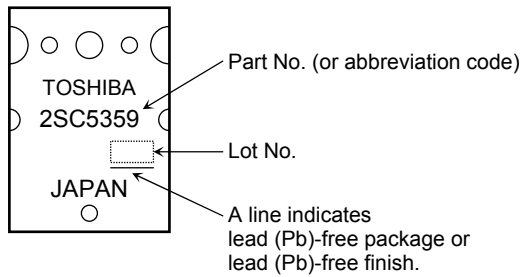 TOSHIBA
2SC5359
JAPAN
Part No. (or abbreviation code)
Lot No.
A line indicates
lead (Pb)-free package or
lead (Pb)-free finish.